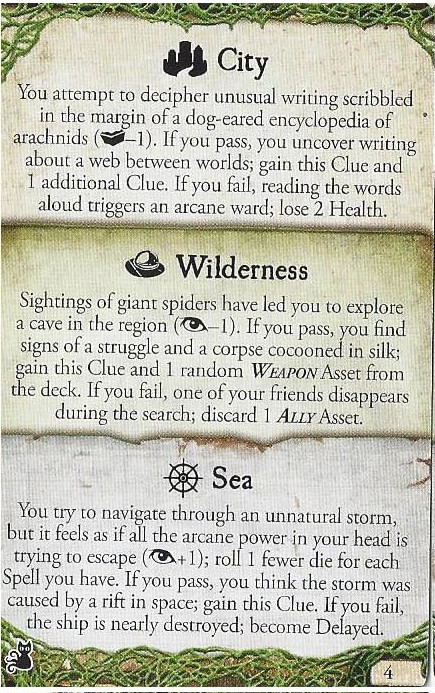 City
You attempt to decipher unusual writing scribbled
in the margin of a dog-eared encyclopedia of
arachnids (–1). If you pass, you uncover writing
about a web between worlds; gain this Clue and
1 additional Clue. If you fail, reading the words
aloud triggers an arcane ward; lose 2 Health.
Wilderness
Sightings of giant spiders have led you to explore
a cave in the region (–1). If you pass, you find
signs of a struggle and a corpse cocooned in silk;
gain this Clue and 1 random WEAPON Asset from
the deck. If you fail, one of your friends disappears
during the search; discard 1 ALLY Asset.
Sea
You try to navigate through an unnatural storm,
but it feels as if all the arcane power in your head is
trying to escape (+1); roll 1 fewer die for each
Spell you have. If you pass, you think the storm was
caused by a rift in space; gain this Clue. If you fail,
the ship is nearly destroyed; become Delayed.
4